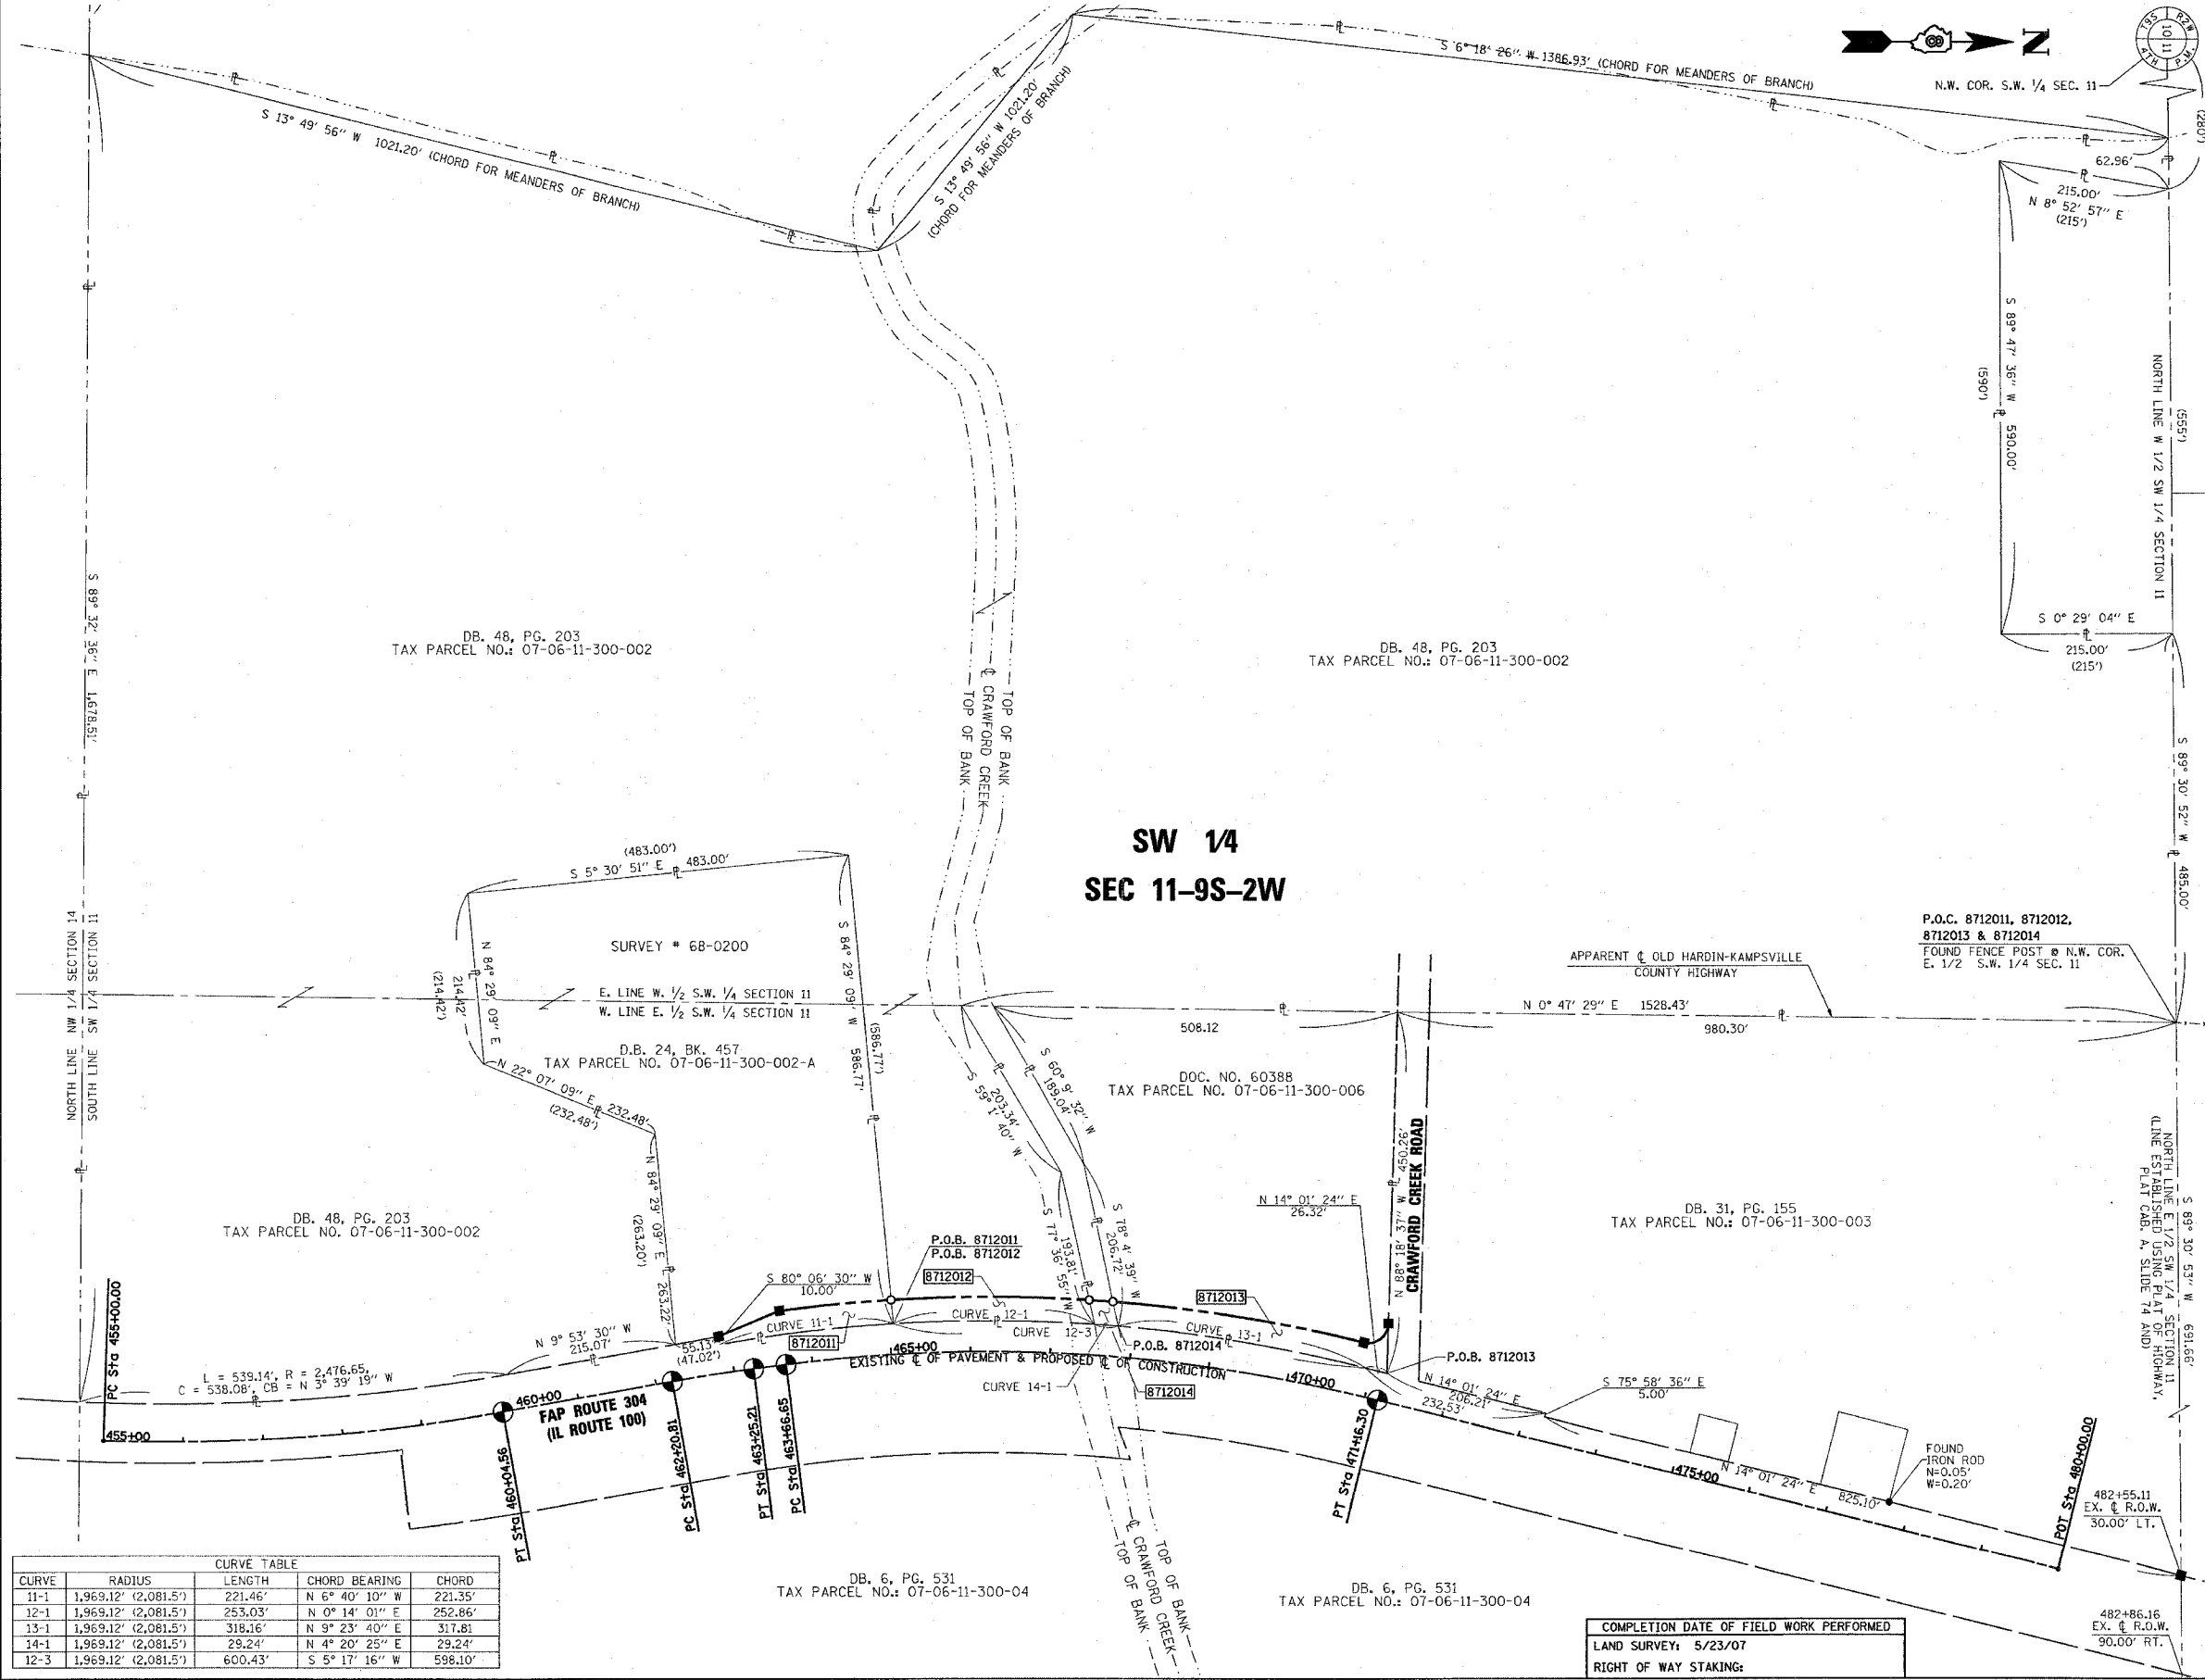 S 6° 18' 26" W 1386.93' (CHORD FOR MEANDERS OF BRANCH)
N
T9S R2W
10 11
4TH P.M.
N.W. COR. S.W. 1/4 SEC. 11
(280')
62.96'
215.00'
N 8° 52' 57" E
(215')
S 13° 49' 56" W 1021.20' (CHORD FOR MEANDERS OF BRANCH)
S 13° 49' 56" W 1021.20'
(CHORD FOR MEANDERS OF BRANCH)
S 89° 47' 36" W 590.00'
(590')
NORTH LINE W 1/2 SW 1/4 SECTION 11
(555')
S 0° 29' 04" E
215.00'
(215')
S 89° 32' 36" E 1,678.51'
DB. 48, PG. 203
TAX PARCEL NO.: 07-06-11-300-002
DB. 48, PG. 203
TAX PARCEL NO.: 07-06-11-300-002
TOP OF BANK
℄ CRAWFORD CREEK
TOP OF BANK
S 89° 30' 52" W 485.00'
SW 1/4
SEC 11-9S-2W
(483.00')
S 5° 30' 51" E 483.00'
SURVEY # 68-0200
N 84° 29' 09" E
214.42'
(214.42')
S 84° 29' 09" W 586.77'
(586.77')
NORTH LINE NW 1/4 SECTION 14
SOUTH LINE SW 1/4 SECTION 11
E. LINE W. 1/2 S.W. 1/4 SECTION 11
W. LINE E. 1/2 S.W. 1/4 SECTION 11
P.O.C. 8712011, 8712012,
8712013 & 8712014
FOUND FENCE POST @ N.W. COR.
E. 1/2 S.W. 1/4 SEC. 11
APPARENT ℄ OLD HARDIN-KAMPSVILLE
COUNTY HIGHWAY
N 0° 47' 29" E 1528.43'
508.12
980.30'
D.B. 24, BK. 457
TAX PARCEL NO. 07-06-11-300-002-A
N 22° 07' 09" E 232.48'
(232.48')
S 60° 9' 32" W
189.04'
203.34'
S 59° 1' 40" W
DOC. NO. 60388
TAX PARCEL NO. 07-06-11-300-006
N 88° 18' 37" W 450.26'
CRAWFORD CREEK ROAD
N 84° 29' 09" E 263.22'
(263.20')
S 78° 4' 39" W
206.72'
193.81'
S 77° 36' 55" W
N 14° 01' 24" E
26.32'
DB. 31, PG. 155
TAX PARCEL NO.: 07-06-11-300-003
S 89° 30' 53" W 691.66'
NORTH LINE E 1/2 SW 1/4 SECTION 11
(LINE ESTABLISHED USING PLAT OF HIGHWAY,
PLAT CAB. A, SLIDE 74 AND)
DB. 48, PG. 203
TAX PARCEL NO. 07-06-11-300-002
P.O.B. 8712011
P.O.B. 8712012
8712012
S 80° 06' 30" W
10.00'
8712013
CURVE 11-1
CURVE 12-1
CURVE 12-3
CURVE 13-1
8712011
P.O.B. 8712014
P.O.B. 8712013
PC Sta 455+00.00
N 9° 53' 30" W
215.07'
55.13'
(47.02')
465+00
EXISTING ℄ OF PAVEMENT & PROPOSED ℄ OF CONSTRUCTION
L = 539.14', R = 2,476.65,
C = 538.08', CB = N 3° 39' 19" W
CURVE 14-1
8712014
470+00
N 14° 01' 24" E
206.21'
232.53'
S 75° 58' 36" E
5.00'
460+00
FAP ROUTE 304
(IL ROUTE 100)
455+00
PT Sta 460+04.56
PC Sta 462+20.81
PT Sta 463+25.21
PC Sta 463+66.65
PT Sta 471+16.30
475+00
N 14° 01' 24" E
825.10'
FOUND
IRON ROD
N=0.05'
W=0.20'
POT Sta 480+00.00
482+55.11
EX. ℄ R.O.W.
30.00' LT.
TOP OF BANK
℄ CRAWFORD CREEK
TOP OF BANK
DB. 6, PG. 531
TAX PARCEL NO.: 07-06-11-300-04
DB. 6, PG. 531
TAX PARCEL NO.: 07-06-11-300-04
482+86.16
EX. ℄ R.O.W.
90.00' RT.
CURVE TABLE
CURVE RADIUS LENGTH CHORD BEARING CHORD
11-1 1,969.12' (2,081.5') 221.46' N 6° 40' 10" W 221.35'
12-1 1,969.12' (2,081.5') 253.03' N 0° 14' 01" E 252.86'
13-1 1,969.12' (2,081.5') 318.16' N 9° 23' 40" E 317.81
14-1 1,969.12' (2,081.5') 29.24' N 4° 20' 25" E 29.24'
12-3 1,969.12' (2,081.5') 600.43' S 5° 17' 16" W 598.10'
COMPLETION DATE OF FIELD WORK PERFORMED
LAND SURVEY: 5/23/07
RIGHT OF WAY STAKING: